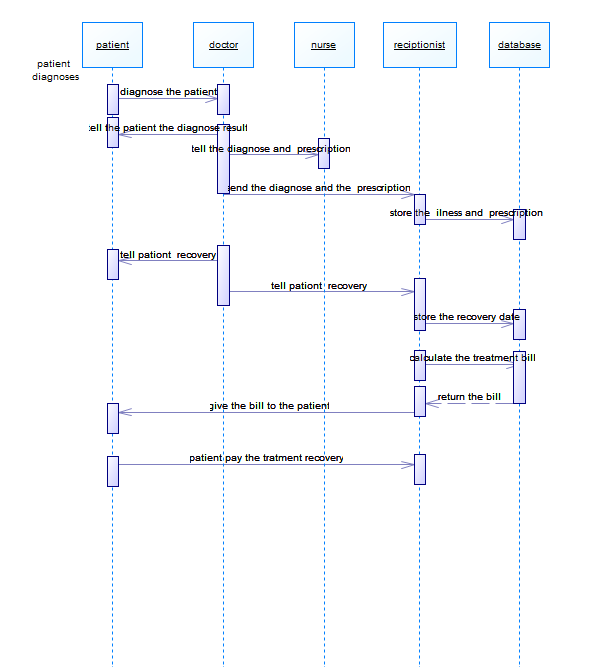 patient
doctor
nurse
reciptionist
database
patient
diagnoses
diagnose the patient
tell the patient the diagnose result
tell the diagnose and prescription
send the diagnose and the prescription
store the ilness and prescription
tell pationt recovery
tell pationt recovery
store the recovery date
calculate the treatment bill
return the bill
give the bill to the patient
patient pay the tratment recovery